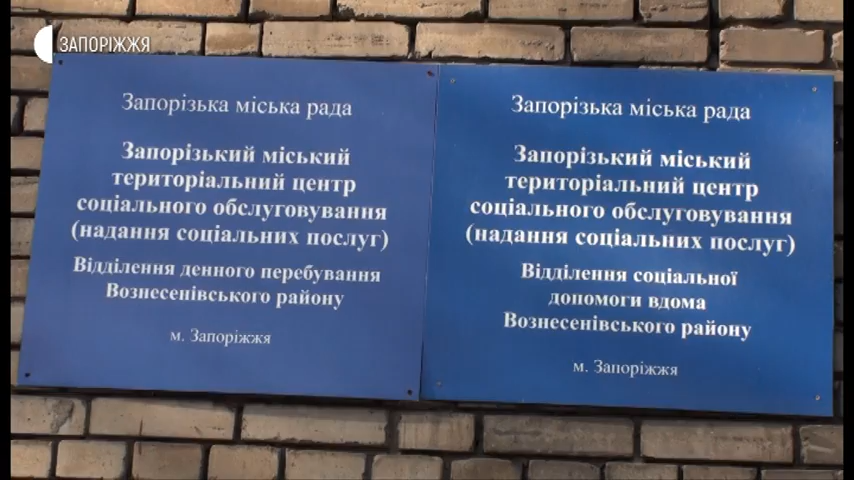 ЗАПОРІЖЖЯ
Запорізька міська рада
Запорізький міський
територіальний центр
соціального обслуговування
(надання соціальних послуг)
Відділення денного перебування
Вознесенівського району
м. Запоріжжя
Запорізька міська рада
Запорізький міський
територіальний центр
соціального обслуговування
(надання соціальних послуг)
Відділення соціальної
допомоги вдома
Вознесенівського району
м. Запоріжжя